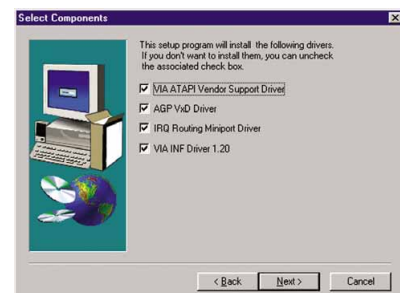 Select Components
This setup program will install the following drivers.
If you don't want to install them, you can uncheck
the associated check box.
VIA ATAPI Vendor Support Driver
AGP VxD Driver
IRQ Routing Miniport Driver
VIA INF Driver 1.20
< Back
Next >
Cancel